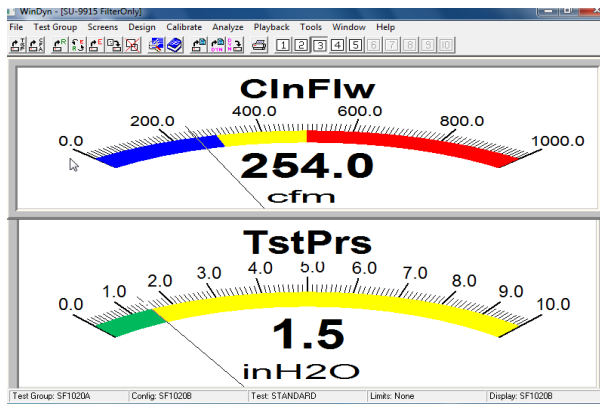 WinDyn - [SU-9915 FilterOnly]
File Test Group Screens Design Calibrate Analyze Playback Tools Window Help
1 2 3 4 5 6 7 8 9 10
ClnFlw
0.0 200.0 400.0 600.0 800.0 1000.0
254.0
cfm
TstPrs
0.0 1.0 2.0 3.0 4.0 5.0 6.0 7.0 8.0 9.0 10.0
1.5
inH2O
Test Group: SF1020A Config: SF1020B Test: STANDARD Limits: None Display: SF1020B